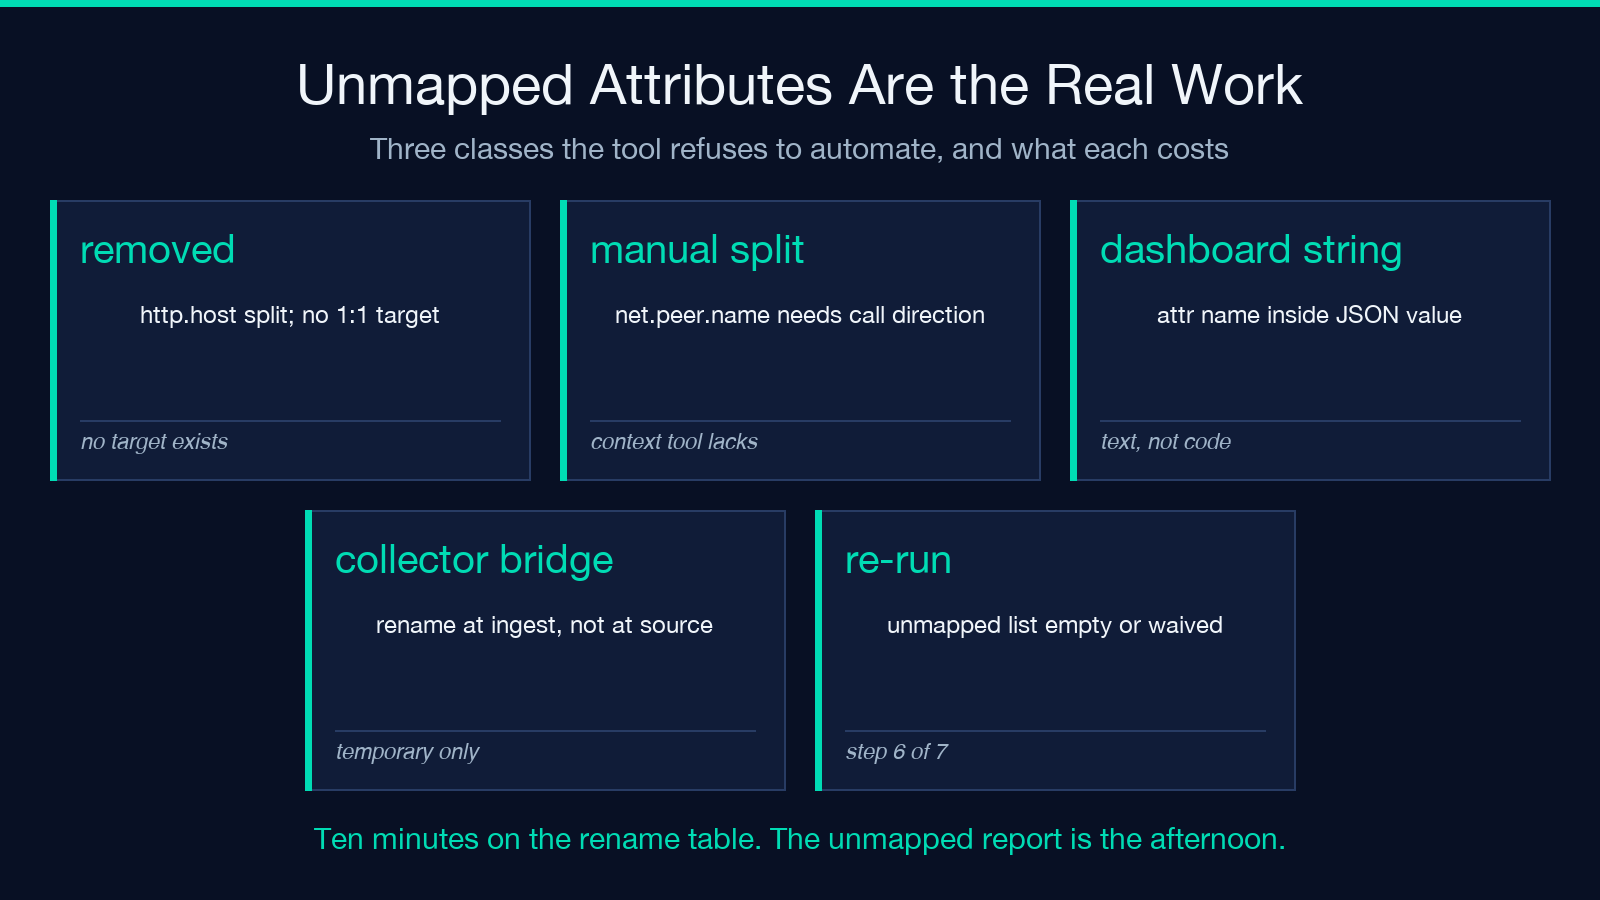 Unmapped Attributes Are the Real Work
Three classes the tool refuses to automate, and what each costs
removed
http.host split; no 1:1 target
no target exists
manual split
net.peer.name needs call direction
context tool lacks
dashboard string
attr name inside JSON value
text, not code
collector bridge
rename at ingest, not at source
temporary only
re-run
unmapped list empty or waived
step 6 of 7
Ten minutes on the rename table. The unmapped report is the afternoon.